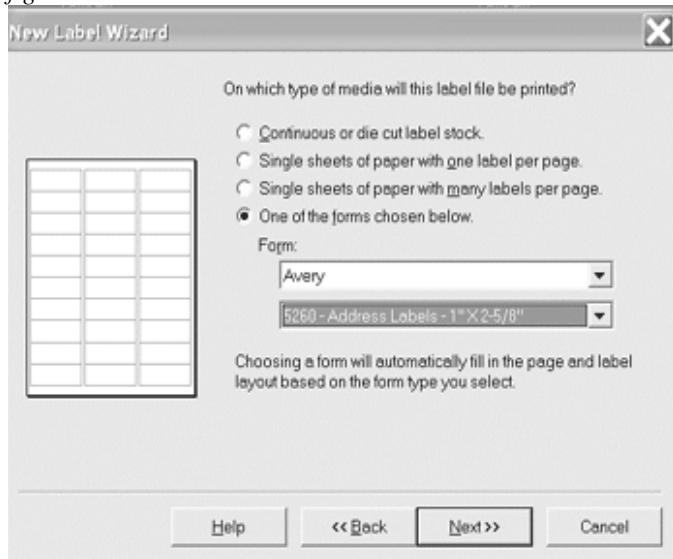 New Label Wizard
On which type of media will this label file be printed?
Continuous or die cut label stock.
Single sheets of paper with one label per page.
Single sheets of paper with many labels per page.
One of the forms chosen below.
Form:
Avery
5260 - Address Labels - 1" X 2-5/8"
Choosing a form will automatically fill in the page and label
layout based on the form type you select.
Help
<< Back
Next >>
Cancel